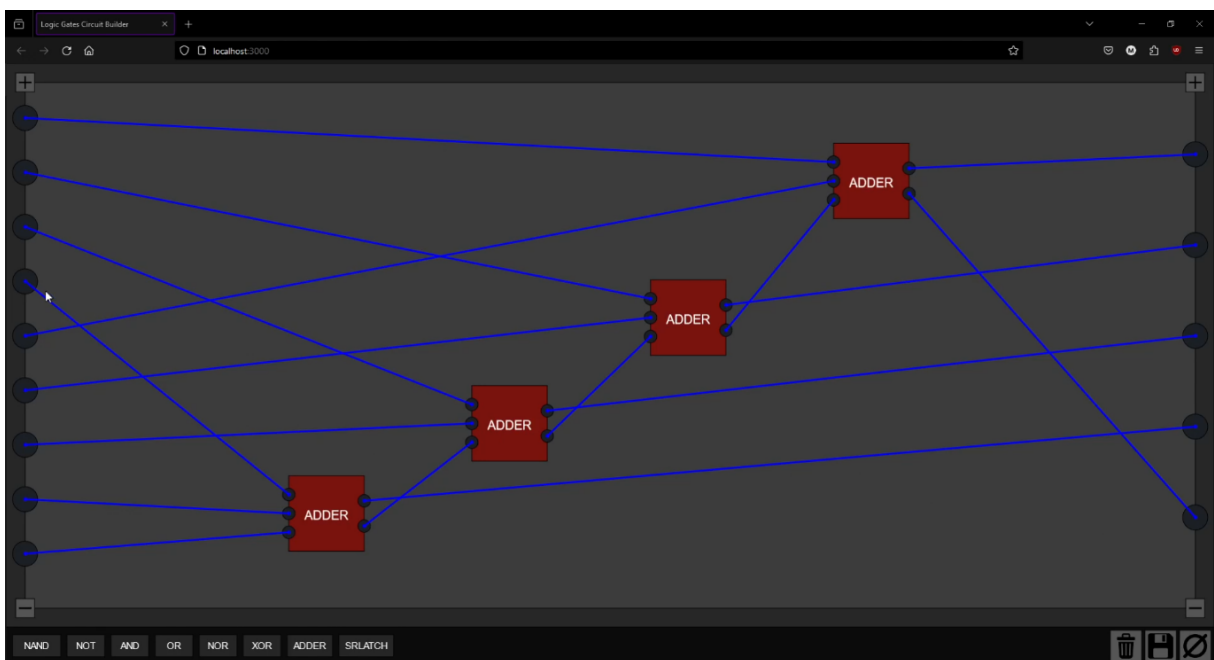 Logic Gates Circuit Builder
localhost:3000
M
ADDER
ADDER
ADDER
ADDER
NAND NOT AND OR NOR XOR ADDER SRLATCH